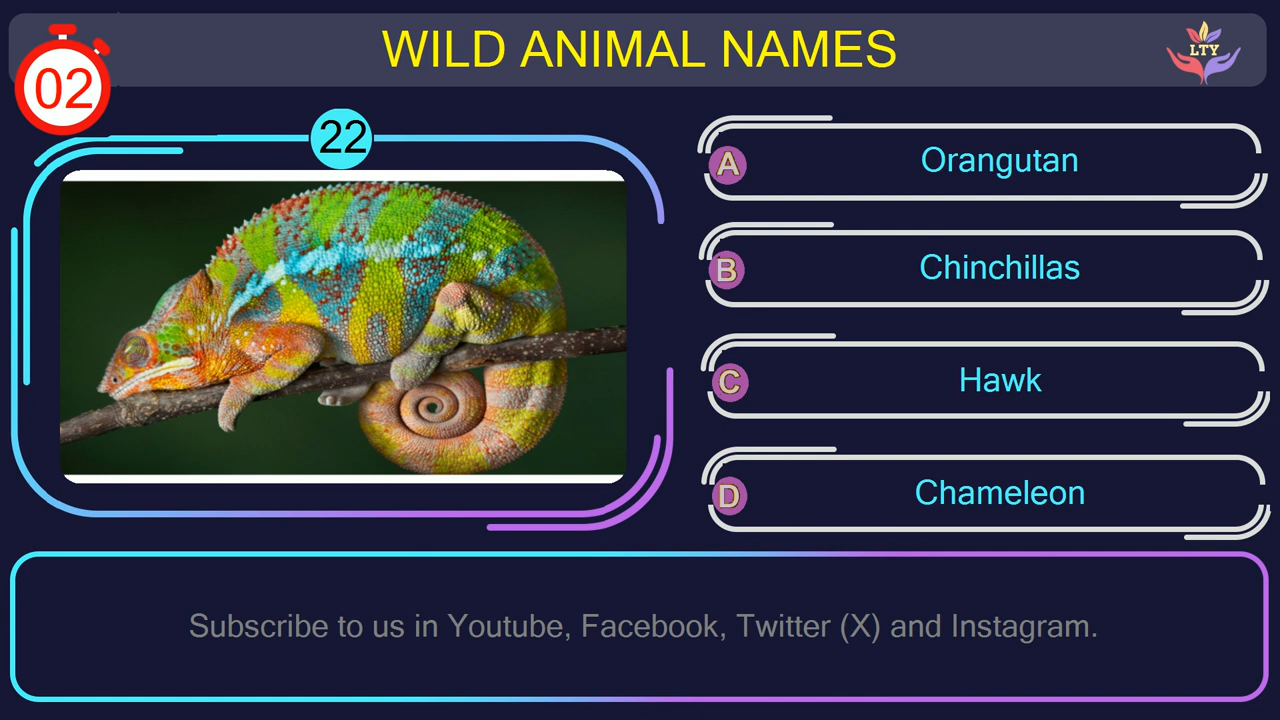 WILD ANIMAL NAMES
LTY
02
22
A
Orangutan
B
Chinchillas
C
Hawk
D
Chameleon
Subscribe to us in Youtube, Facebook, Twitter (X) and Instagram.